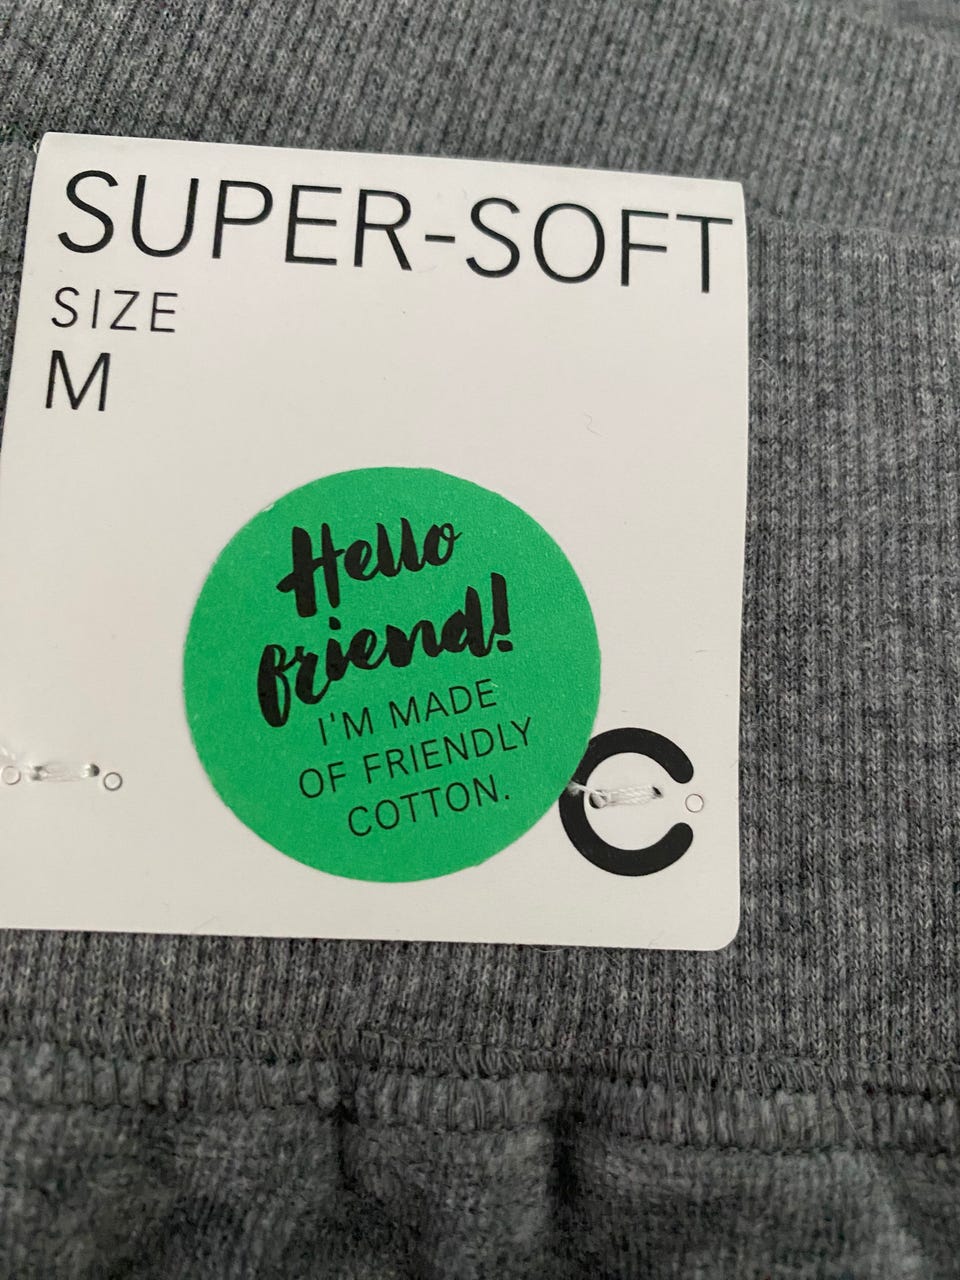 SUPER-SOFT
SIZE
M
Hello
friend!
I'M MADE
OF FRIENDLY
COTTON.
C